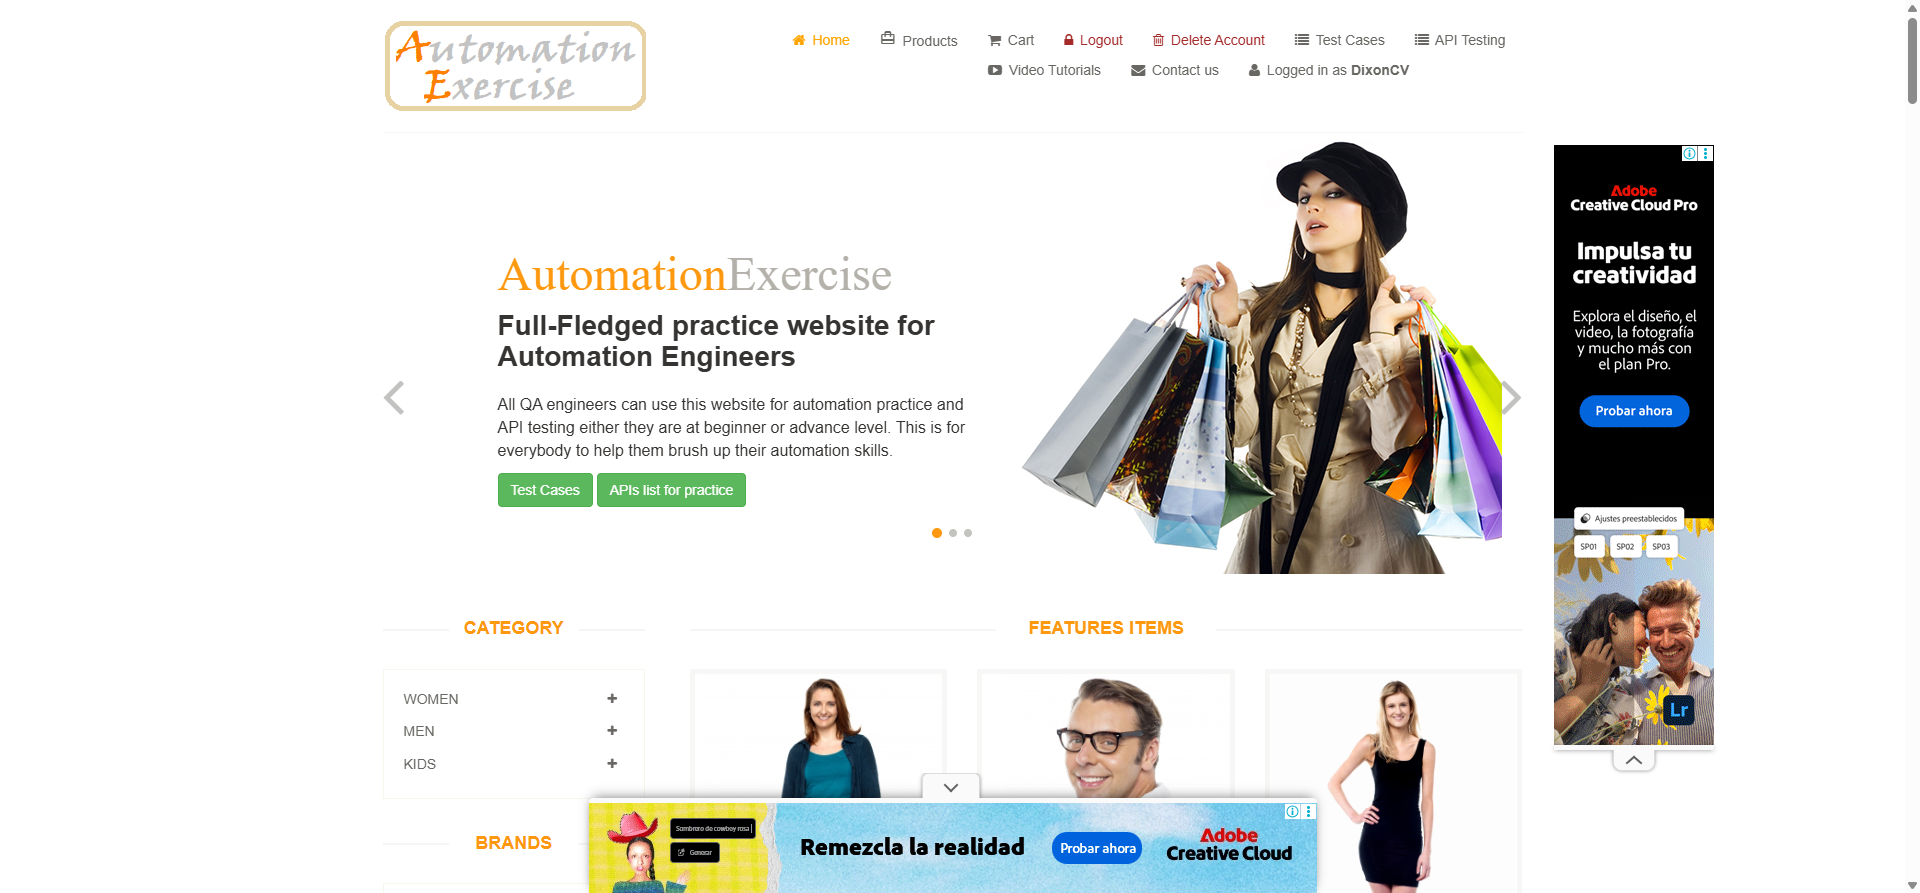 Automation
Exercise
Home
Products
Cart
Logout
Delete Account
Test Cases
API Testing
Video Tutorials
Contact us
Logged in as DixonCV
AutomationExercise
Full-Fledged practice website for
Automation Engineers
All QA engineers can use this website for automation practice and
API testing either they are at beginner or advance level. This is for
everybody to help them brush up their automation skills.
Test Cases
APIs list for practice
Adobe
Creative Cloud Pro
Impulsa tu
creatividad
Explora el diseño, el
video, la fotografía
y mucho más con
el plan Pro.
Probar ahora
Ajustes preestablecidos
SP01
SP02
SP03
Lr
CATEGORY
WOMEN
MEN
KIDS
BRANDS
FEATURES ITEMS
Sombrero de cowboy rosa
Generar
Remezcla la realidad
Probar ahora
Adobe
Creative Cloud